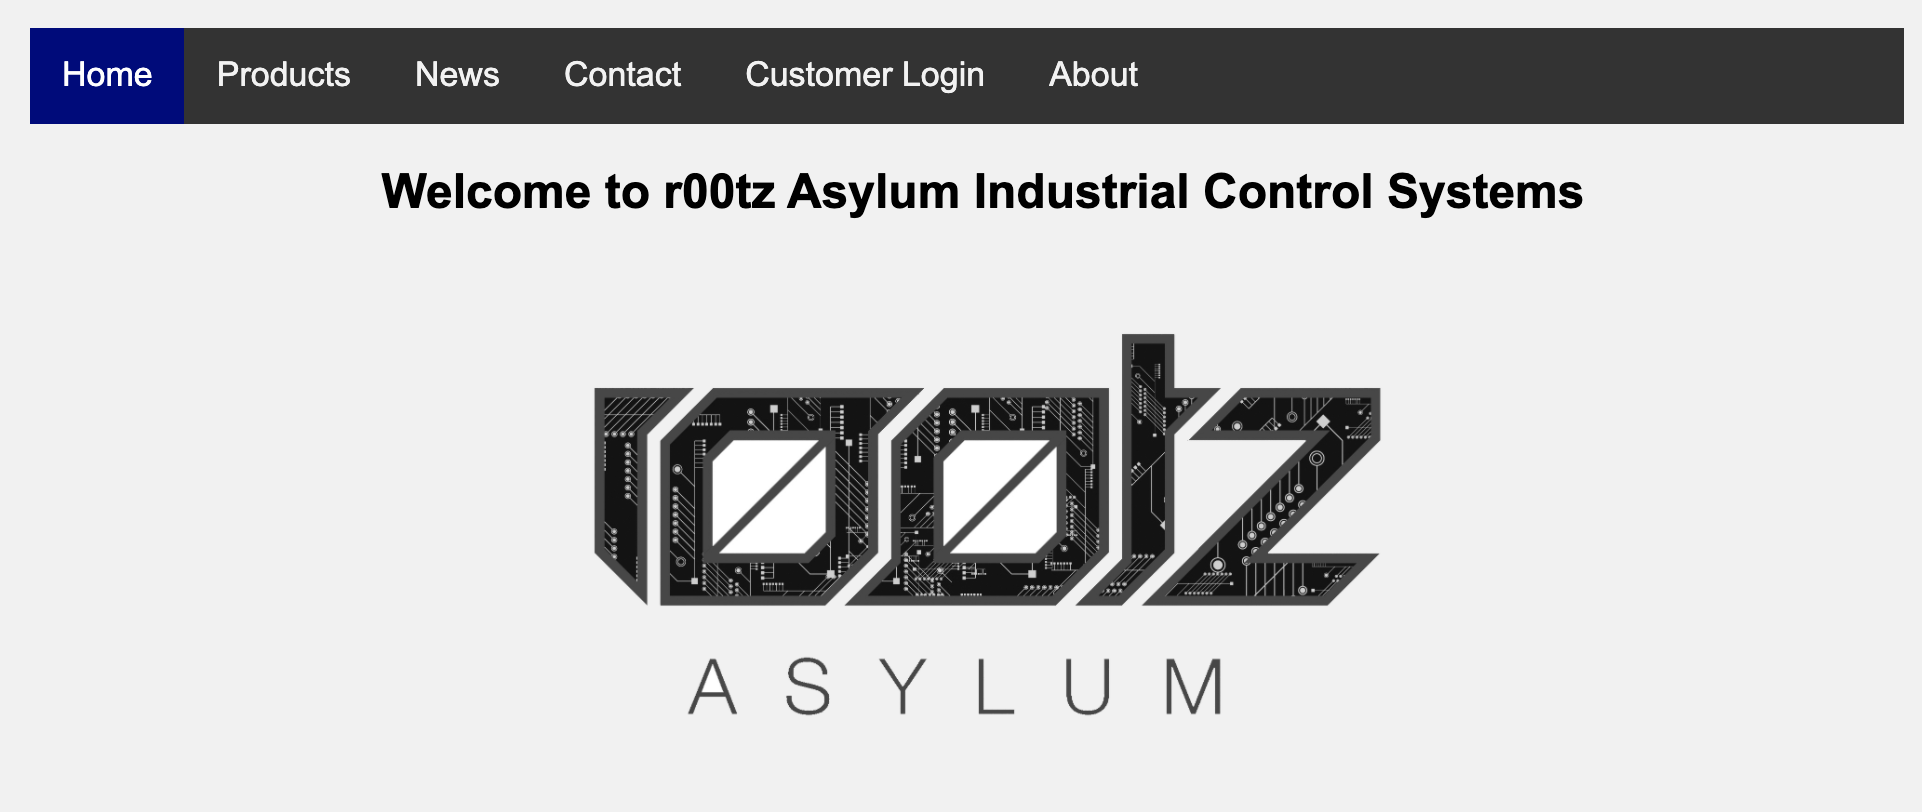 Home Products News Contact Customer Login About
Welcome to r00tz Asylum Industrial Control Systems
r00tz
ASYLUM